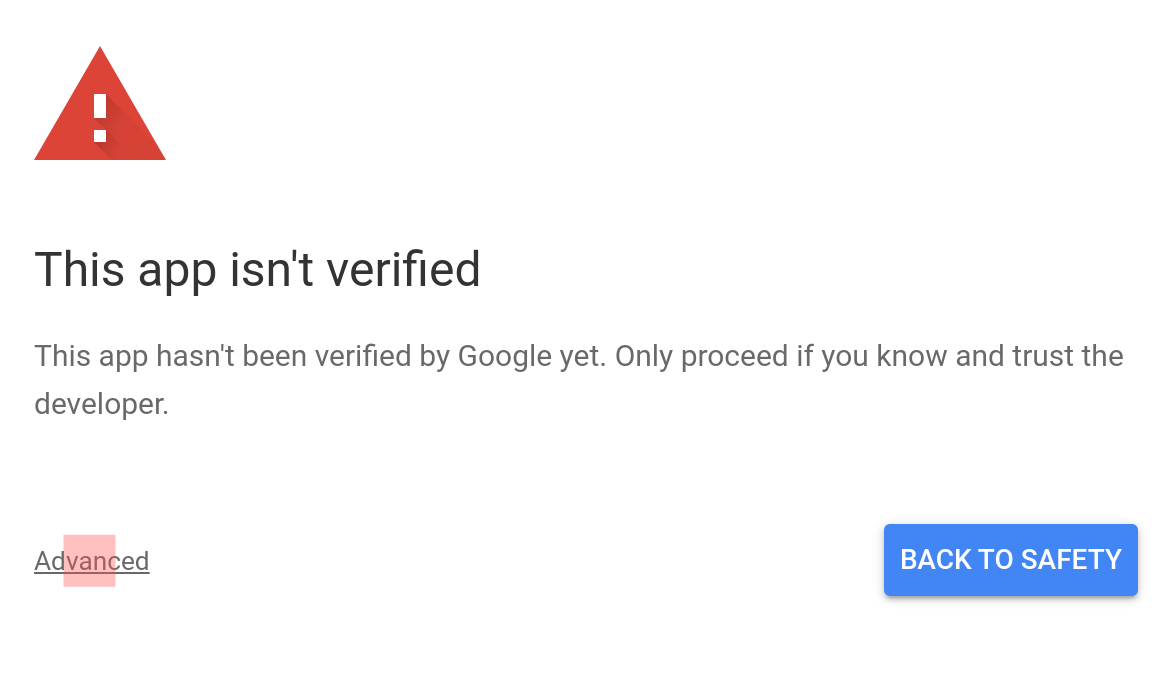 This app isn't verified
This app hasn't been verified by Google yet. Only proceed if you know and trust the
developer.
Advanced
BACK TO SAFETY